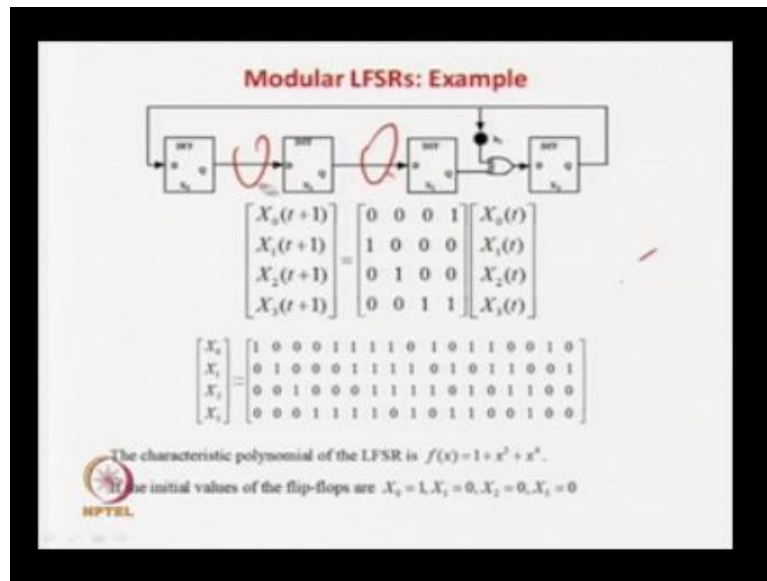 Modular LFSRs: Example
DFF DFF DFF DFF
D Q D Q D Q D Q
X₀(t+1) 0 0 0 1 X₀(t)
X₁(t+1) = 1 0 0 0 X₁(t)
X₂(t+1) 0 1 0 0 X₂(t)
X₃(t+1) 0 0 1 1 X₃(t)
X₀ 1 0 0 0 1 1 1 1 0 1 0 1 1 0 0 1 0
X₁ = 0 1 0 0 0 1 1 1 1 0 1 0 1 1 0 0 1
X₂ 0 0 1 0 0 0 1 1 1 1 0 1 0 1 1 0 0
X₃ 0 0 0 1 1 1 1 0 1 0 1 1 0 0 1 0 0
The characteristic polynomial of the LFSR is f(x)=1+x³+x⁴.
If the initial values of the flip-flops are X₀=1, X₁=0, X₂=0, X₃=0
NPTEL